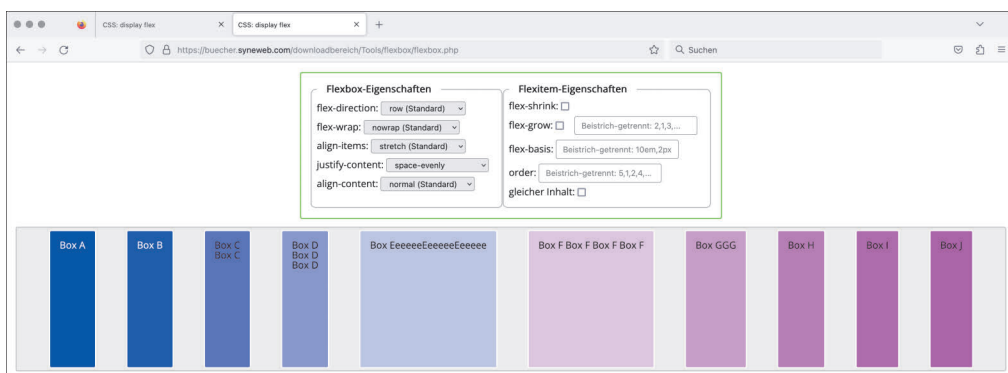 CSS: display flex
CSS: display flex
https://buecher.syneweb.com/downloadbereich/Tools/flexbox/flexbox.php
Suchen
Flexbox-Eigenschaften
flex-direction: row (Standard)
flex-wrap: nowrap (Standard)
align-items: stretch (Standard)
justify-content: space-evenly
align-content: normal (Standard)
Flexitem-Eigenschaften
flex-shrink:
flex-grow: Beistrich-getrennt: 2,1,3,...
flex-basis: Beistrich-getrennt: 10em,2px
order: Beistrich-getrennt: 5,1,2,4,...
gleicher Inhalt:
Box A
Box B
Box C
Box C
Box D
Box D
Box D
Box EeeeeeEeeeeeEeeeee
Box F Box F Box F Box F
Box GGG
Box H
Box I
Box J